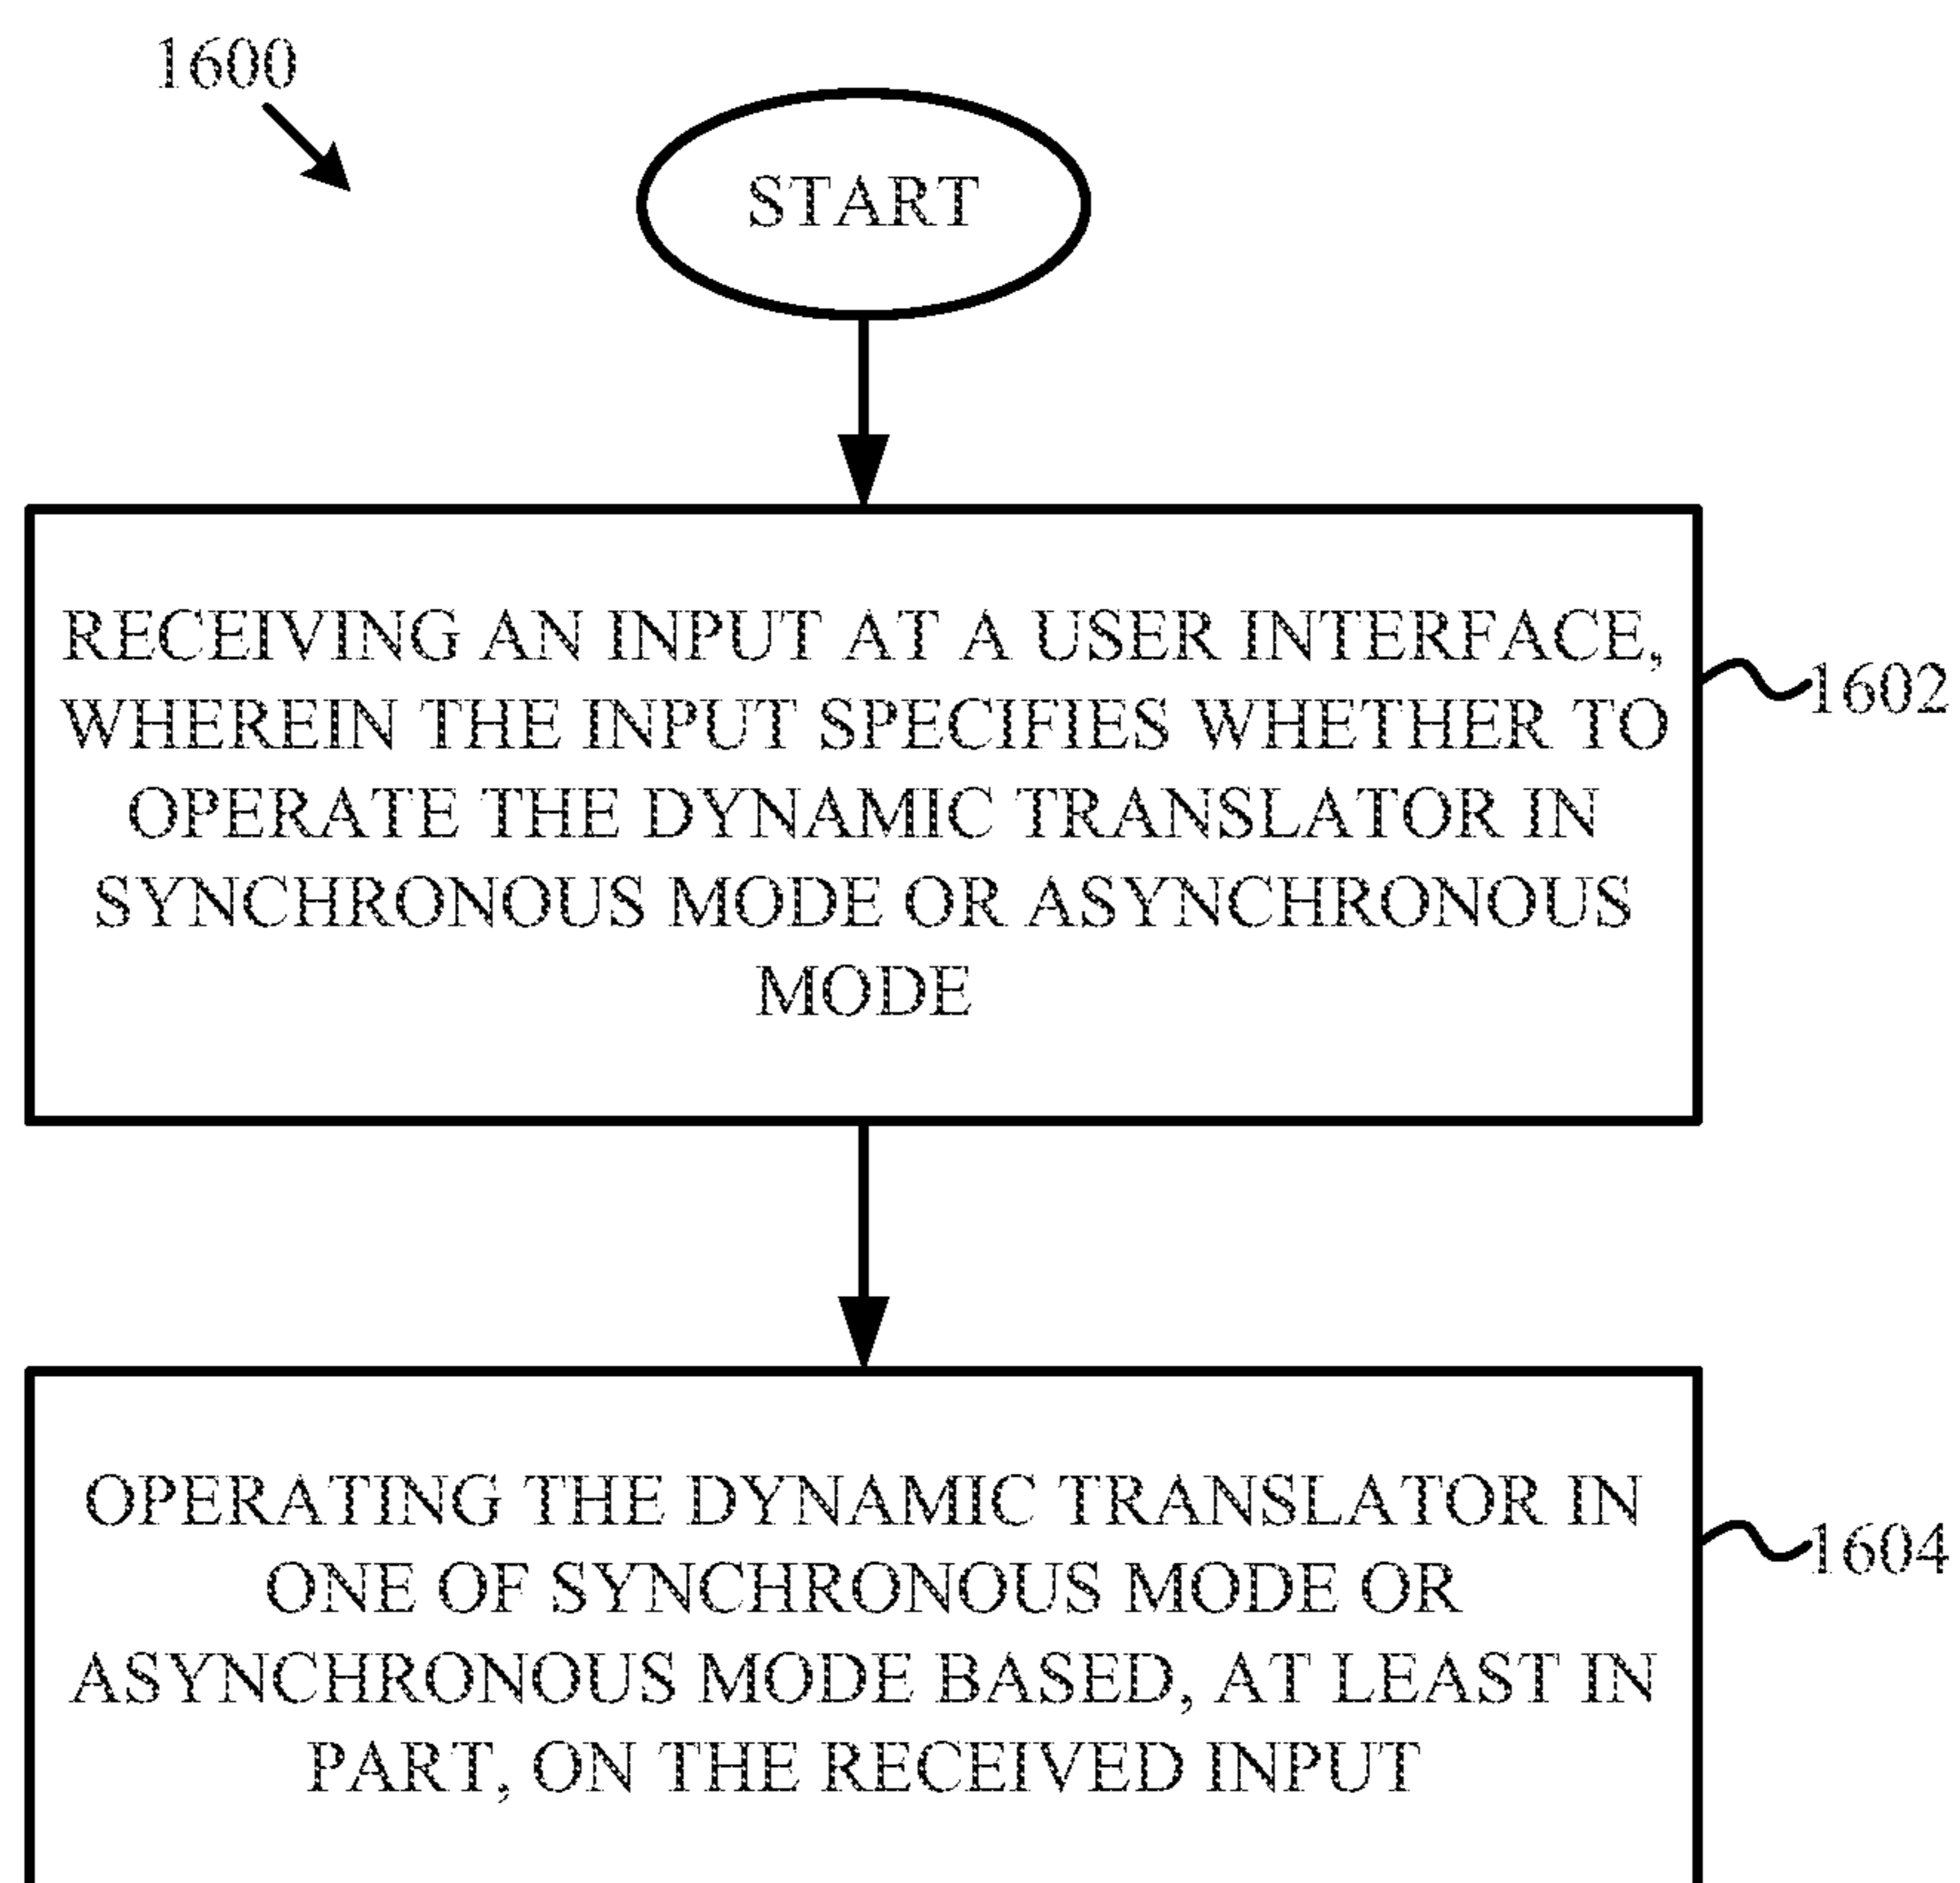 1600
START
RECEIVING AN INPUT AT A USER INTERFACE,
WHEREIN THE INPUT SPECIFIES WHETHER TO
OPERATE THE DYNAMIC TRANSLATOR IN
SYNCHRONOUS MODE OR ASYNCHRONOUS
MODE
1602
OPERATING THE DYNAMIC TRANSLATOR IN
ONE OF SYNCHRONOUS MODE OR
ASYNCHRONOUS MODE BASED, AT LEAST IN
PART, ON THE RECEIVED INPUT
1604